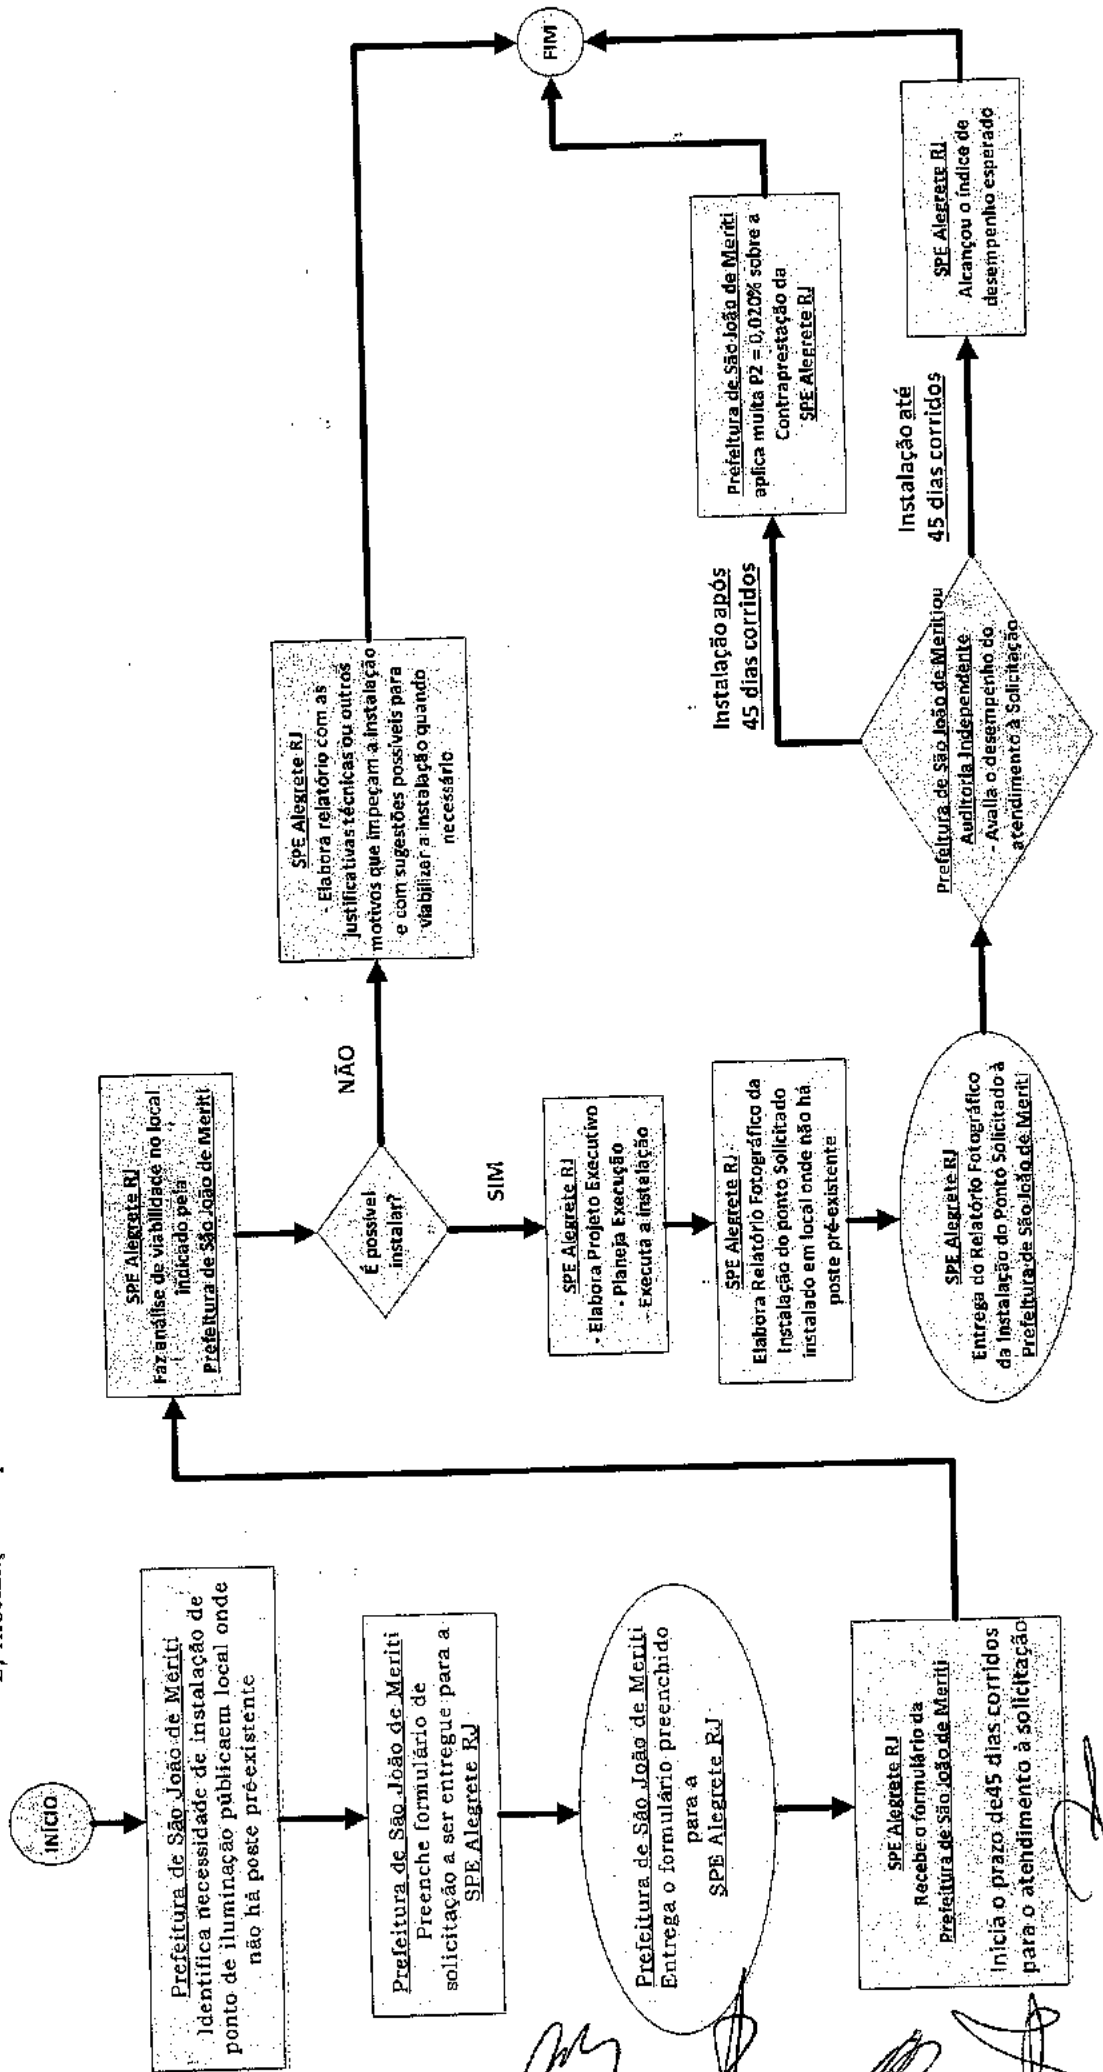 INÍCIO
Prefeitura de São João de Meriti
Identifica necessidade de instalação de
ponto de iluminação públicaem local onde
não há poste pré-existente
Prefeitura de São João de Meriti
Preenche formulário de
solicitação a ser entregue para a
SPE Alegrete RJ
Prefeitura de São João de Meriti
Entrega o formulário preenchido
para a
SPE Alegrete RJ
SPE Alegrete RJ
Recebe o formulário da
Prefeitura de São João de Meriti
Inicia o prazo de45 dias corridos
para o atendimento à solicitação
SPE Alegrete RJ
Faz análise de viabilidade no local
indicado pela
Prefeitura de São João de Meriti
É possível
instalar?
NÃO
SIM
SPE Alegrete RJ
- Elabora Projeto Executivo
- Planeja Execução
- Executa a Instalação
SPE Alegrete RJ
Elabora Relatório Fotográfico da
Instalação do ponto Solicitado
instalado em local onde não há
poste pré-existente
SPE Alegrete RJ
Entrega do Relatório Fotográfico
da Instalação do Ponto Solicitado à
Prefeitura de São João de Meriti
SPE Alegrete RJ
- Elabora relatório com as
justificativas técnicas ou outros
motivos que impeçam a instalação
e com sugestões possíveis para
viabilizar a instalação quando
necessário
Prefeitura de São João de Meritiou
Auditoria Independente
- Avalia o desempenho do
atendimento à Solicitação
Instalação após
45 dias corridos
Instalação até
45 dias corridos
Prefeitura de São João de Meriti
aplica multa P2 = 0,020% sobre a
Contraprestação da
SPE Alegrete RJ
SPE Alegrete RJ
Alcançou o índice de
desempenho esperado
FIM